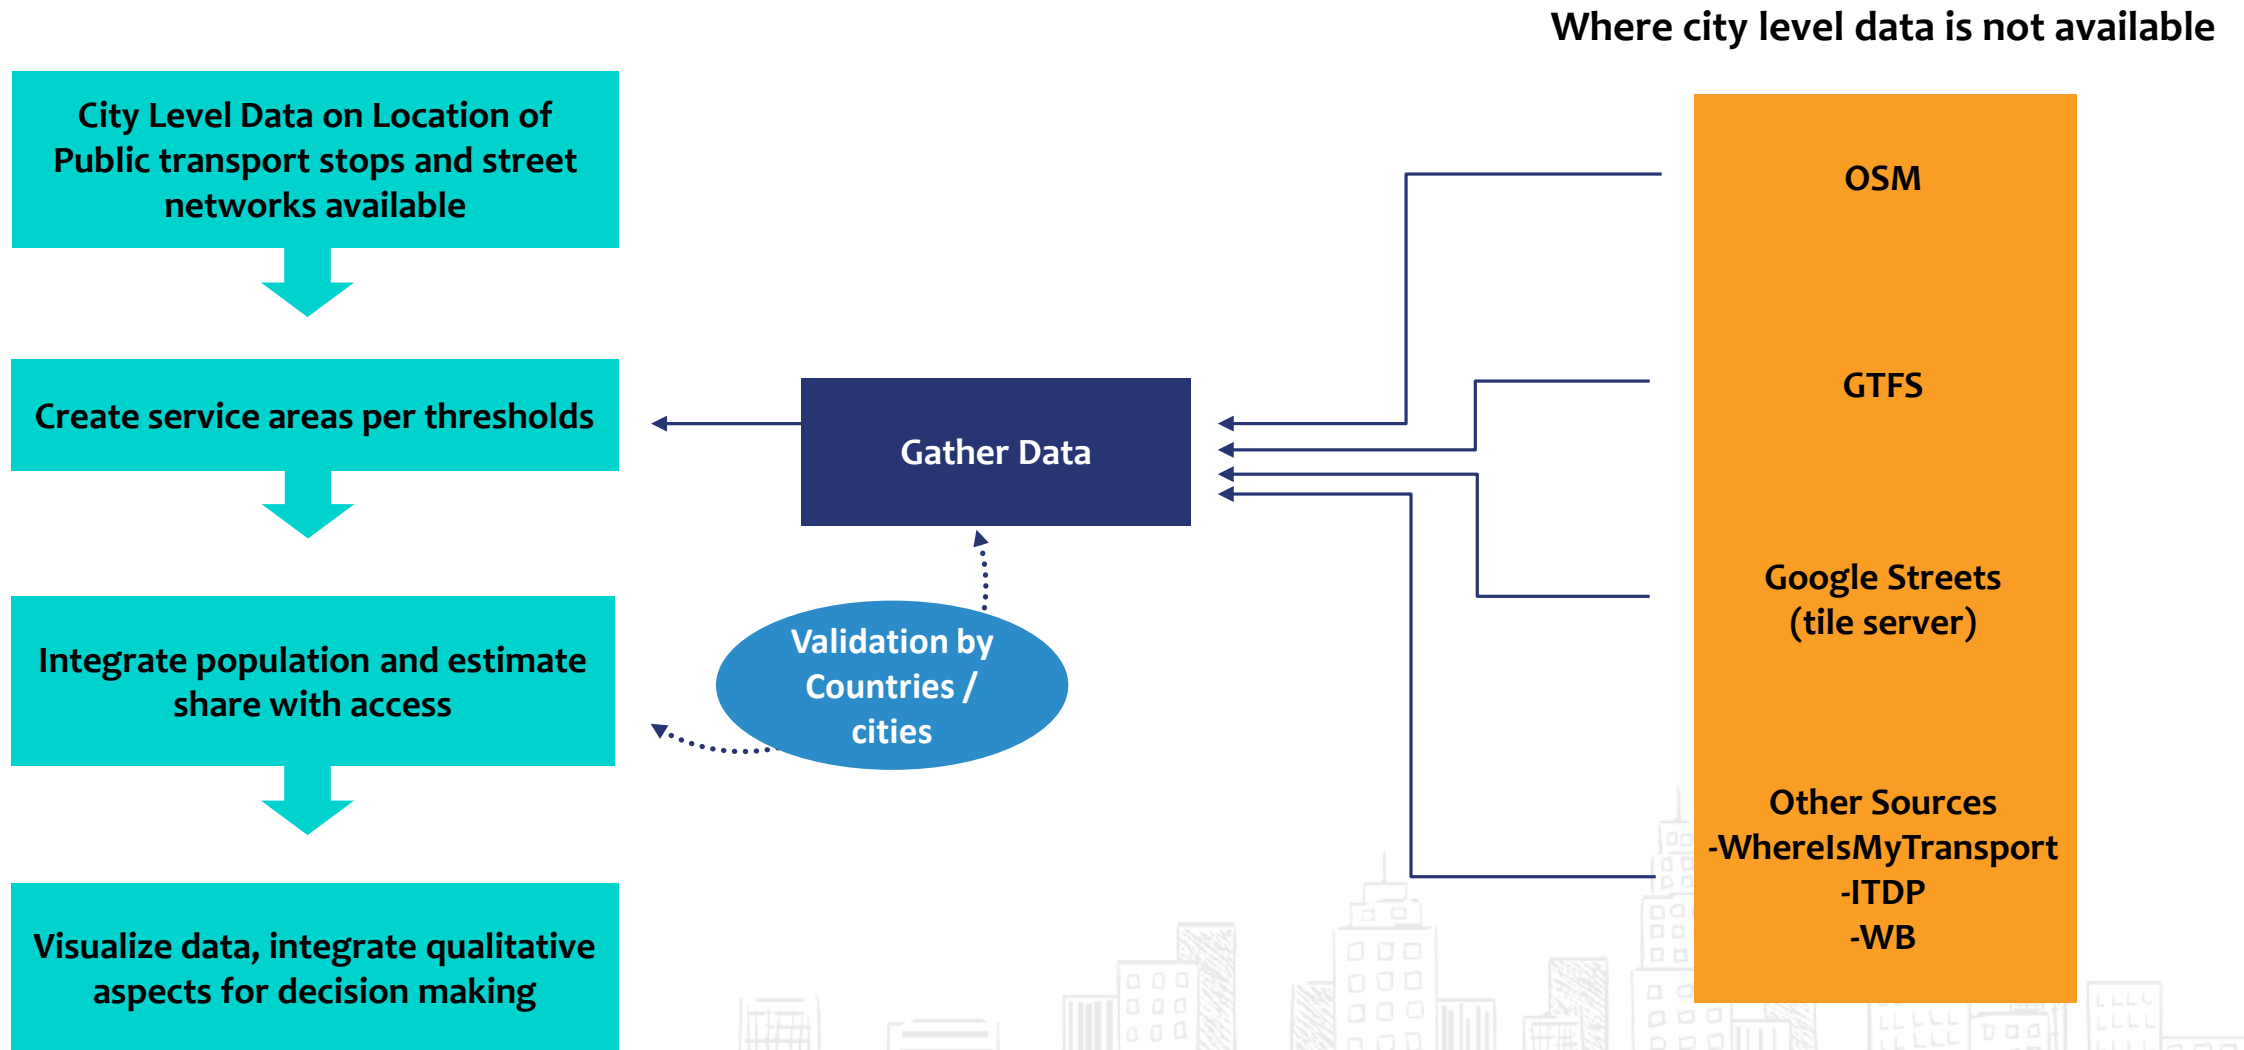 Where city level data is not available
City Level Data on Location of
Public transport stops and street
networks available
Create service areas per thresholds
Integrate population and estimate
share with access
Visualize data, integrate qualitative
aspects for decision making
Gather Data
Validation by
Countries /
cities
OSM
GTFS
Google Streets
(tile server)
Other Sources
-WhereIsMyTransport
-ITDP
-WB